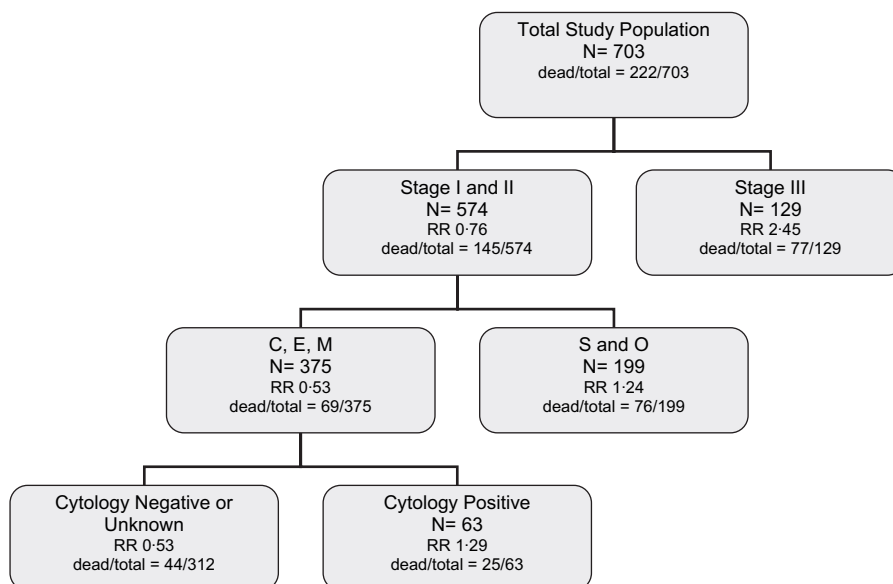 Total Study Population
N= 703
dead/total = 222/703
Stage I and II
N= 574
RR 0·76
dead/total = 145/574
Stage III
N= 129
RR 2·45
dead/total = 77/129
C, E, M
N= 375
RR 0·53
dead/total = 69/375
S and O
N= 199
RR 1·24
dead/total = 76/199
Cytology Negative or
Unknown
RR 0·53
dead/total = 44/312
Cytology Positive
N= 63
RR 1·29
dead/total = 25/63